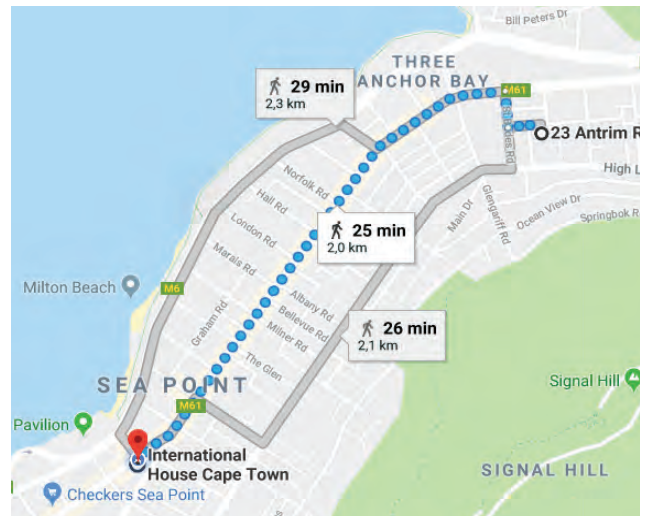 Bill Peters Dr
THREE
ANCHOR BAY
M61
29 min
2,3 km
23 Antrim R
High L
Norfolk Rd
Hall Rd
London Rd
Marais Rd
Graham Rd
Main Dr
Glengariff Rd
Ocean View Dr
Springbok R
25 min
2,0 km
Milton Beach
M6
Albany Rd
Bellevue Rd
Milner Rd
The Glen
26 min
2,1 km
SEA POINT
M61
Signal Hill
Pavilion
International
House Cape Town
Checkers Sea Point
SIGNAL HILL